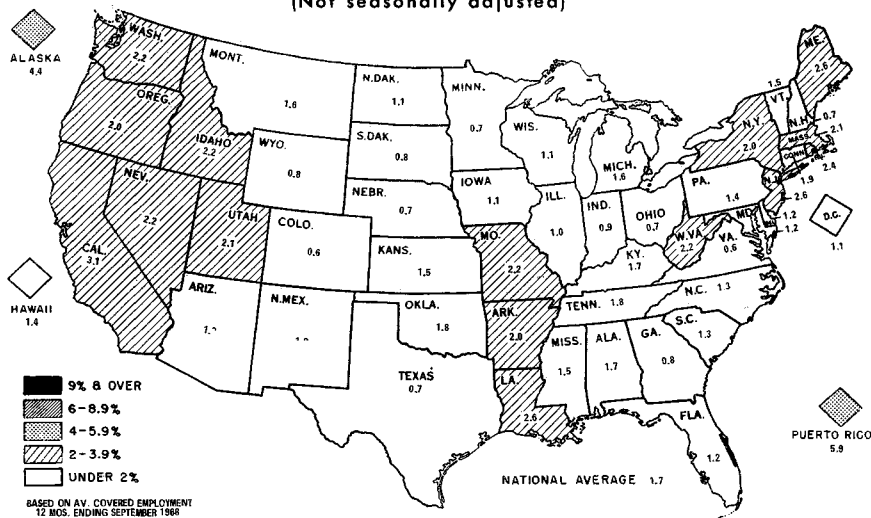 (Not seasonally adjusted)
ALASKA
4.4
WASH.
2.2
OREG.
2.0
IDAHO
2.2
MONT.
1.6
N.DAK.
1.1
MINN.
0.7
WYO.
0.8
S.DAK.
0.8
WIS.
1.1
MICH.
1.6
NEV.
2.2
UTAH
2.1
COLO.
0.6
NEBR.
0.7
IOWA
1.1
ILL.
1.0
IND.
0.9
OHIO
0.7
PA.
1.4
N.Y.
2.0
1.5
VT.
N.H.
0.7
ME.
2.6
MASS.
2.1
CONN.
2.4
1.9
N.J.
2.6
MD.
1.2
1.2
D.C.
1.1
CAL.
3.1
HAWAII
1.4
ARIZ.
N.MEX.
KANS.
1.5
MO.
2.2
KY.
1.7
W.VA.
2.2
VA.
0.6
OKLA.
1.8
ARK.
TENN. 1.8
N.C. 1.3
S.C.
1.3
TEXAS
0.7
LA.
2.6
MISS.
1.5
ALA.
1.7
GA.
0.8
FLA.
1.2
PUERTO RICO
5.9
9% & OVER
6-8.9%
4-5.9%
2-3.9%
UNDER 2%
NATIONAL AVERAGE 1.7
BASED ON AV. COVERED EMPLOYMENT
12 MOS. ENDING SEPTEMBER 1968